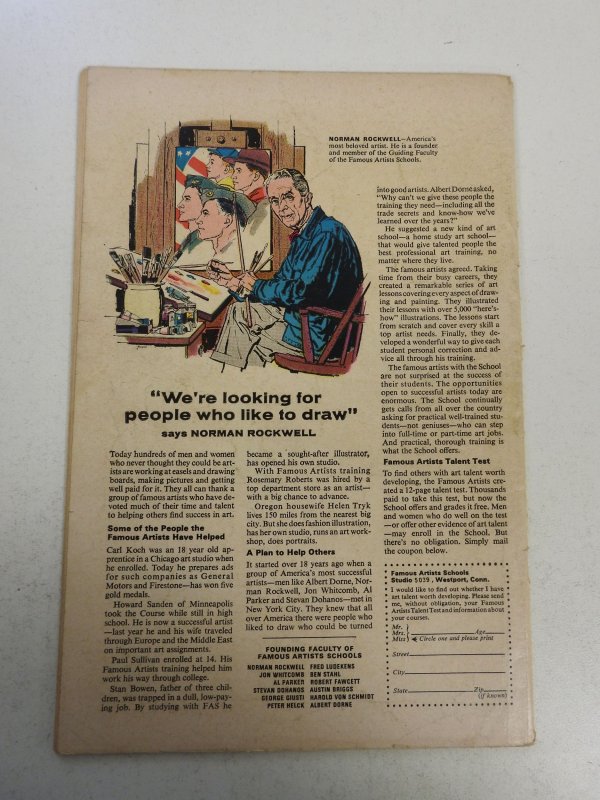 NORMAN ROCKWELL—America's
most beloved artist. He is a founder
and member of the Guiding Faculty
of the Famous Artists Schools.
"We're looking for
people who like to draw"
says NORMAN ROCKWELL
Today hundreds of men and women
who never thought they could be art-
ists are working at easels and drawing
boards, making pictures and getting
well paid for it. They all can thank a
group of famous artists who have de-
voted much of their time and talent
to helping others find success in art.
Some of the People the
Famous Artists Have Helped
Carl Koch was an 18 year old ap-
prentice in a Chicago art studio when
he enrolled. Today he prepares ads
for such companies as General
Motors and Firestone—has won five
gold medals.
Howard Sanden of Minneapolis
took the Course while still in high
school. He is now a successful artist
—last year he and his wife traveled
through Europe and the Middle East
on important art assignments.
Paul Sullivan enrolled at 14. His
Famous Artists training helped him
work his way through college.
Stan Bowen, father of three chil-
dren, was trapped in a dull, low-pay-
ing job. By studying with FAS he
became a sought-after illustrator,
has opened his own studio.
With Famous Artists training
Rosemary Roberts was hired by a
top department store as an artist—
with a big chance to advance.
Oregon housewife Helen Tryk
lives 150 miles from the nearest big
city. But she does fashion illustration,
has her own studio, runs an art work-
shop, does portraits.
A Plan to Help Others
It started over 18 years ago when a
group of America's most successful
artists—men like Albert Dorne, Nor-
man Rockwell, Jon Whitcomb, Al
Parker and Stevan Dohanos—met in
New York City. They knew that all
over America there were people who
liked to draw who could be turned
FOUNDING FACULTY OF
FAMOUS ARTISTS SCHOOLS
NORMAN ROCKWELL FRED LUDEKENS
JON WHITCOMB BEN STAHL
AL PARKER ROBERT FAWCETT
STEVAN DOHANOS AUSTIN BRIGGS
GEORGE GIUSTI HAROLD VON SCHMIDT
PETER HELCK ALBERT DORNE
into good artists. Albert Dorne asked,
"Why can't we give these people the
training they need—including all the
trade secrets and know-how we've
learned over the years?"
He suggested a new kind of art
school—a home study art school—
that would give talented people the
best professional art training, no
matter where they live.
The famous artists agreed. Taking
time from their busy careers, they
created a remarkable series of art
lessons covering every aspect of draw-
ing and painting. They illustrated
their lessons with over 5,000 "here's-
how" illustrations. The lessons start
from scratch and cover every skill a
top artist needs. Finally, they de-
veloped a wonderful way to give each
student personal correction and ad-
vice all through his training.
The famous artists with the School
are not surprised at the success of
their students. The opportunities
open to successful artists today are
enormous. The School continually
gets calls from all over the country
asking for practical well-trained stu-
dents—not geniuses—who can step
into full-time or part-time art jobs.
And practical, thorough training is
what the School offers.
Famous Artists Talent Test
To find others with art talent worth
developing, the Famous Artists cre-
ated a 12-page talent test. Thousands
paid to take this test, but now the
School offers and grades it free. Men
and women who do well on the test
—or offer other evidence of art talent
—may enroll in the School. But
there's no obligation. Simply mail
the coupon below.
Famous Artists Schools
Studio 5039, Westport, Conn.
I would like to find out whether I have
art talent worth developing. Please send
me, without obligation, your Famous
Artists Talent Test and information about
your courses.
Mr.
Mrs. Age
Miss Circle one and please print
Street
City
State Zip
(if known)